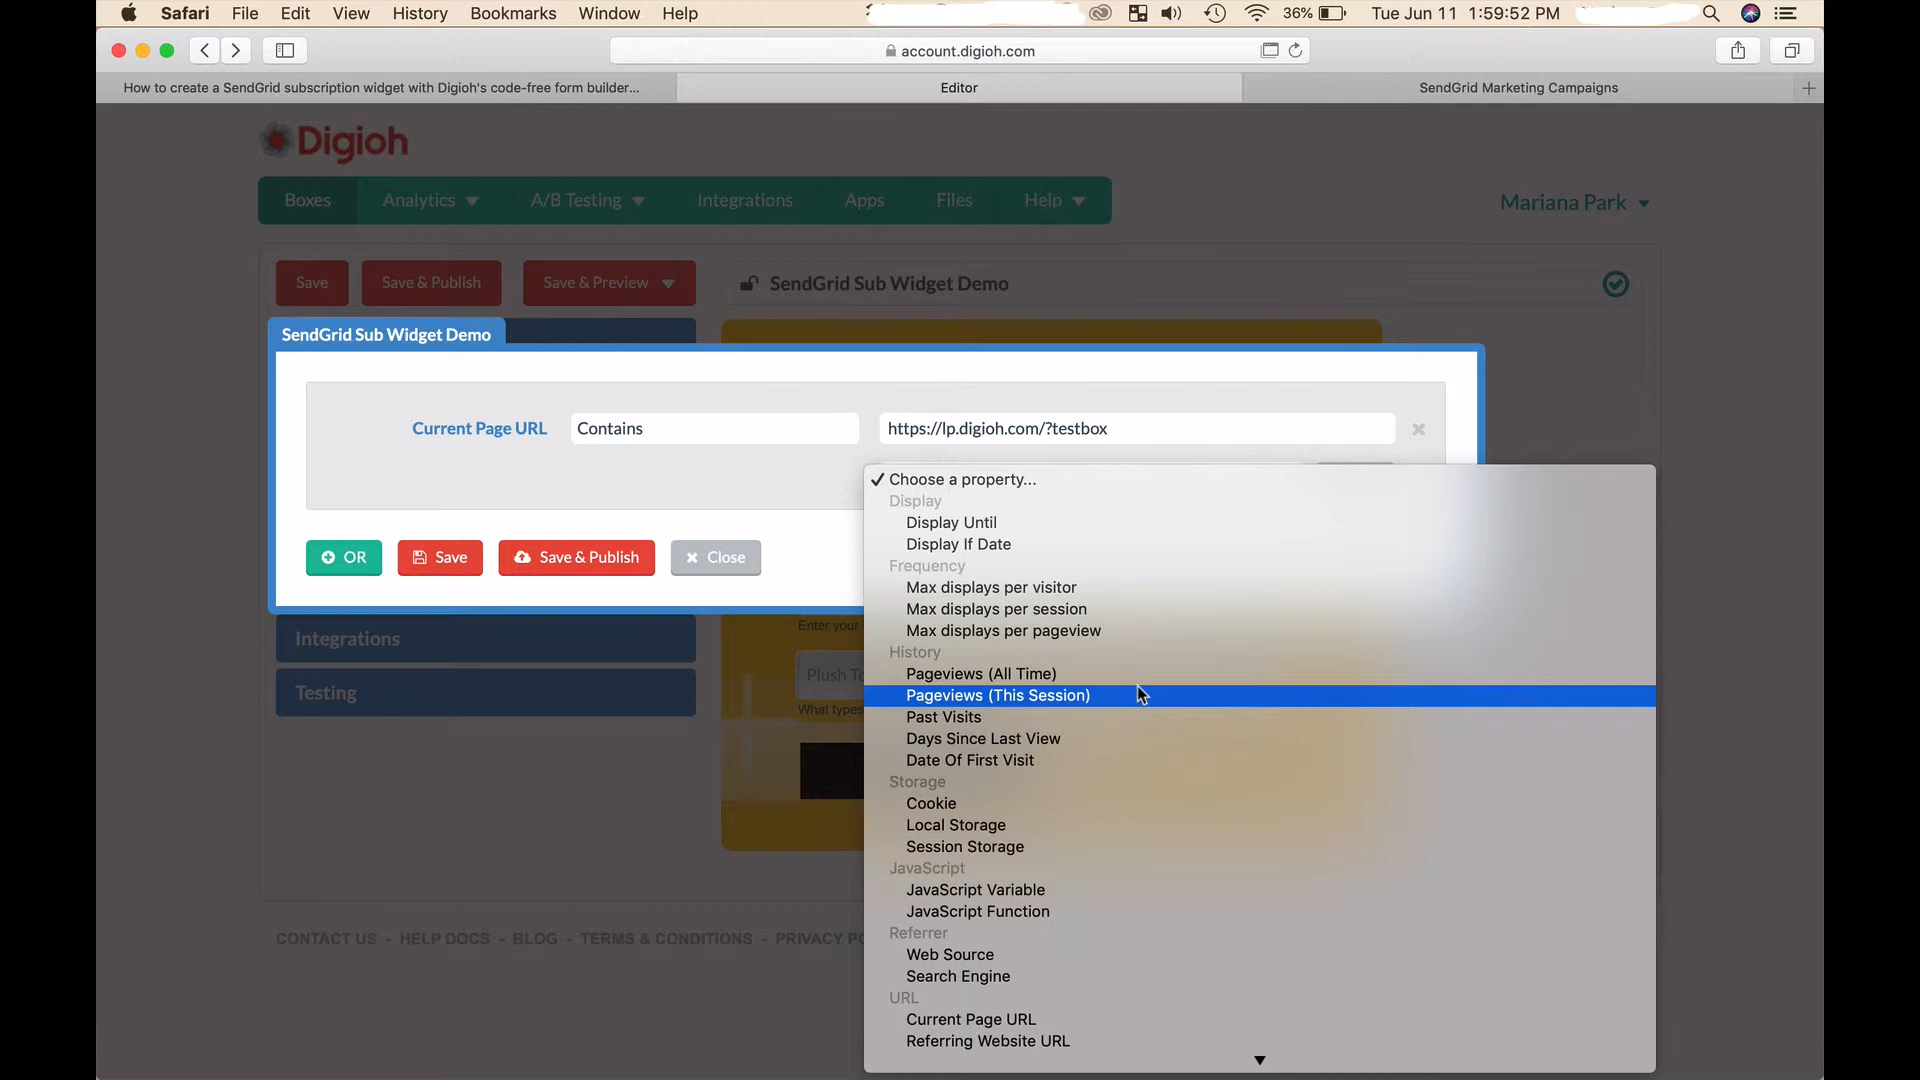 Safari File Edit View History Bookmarks Window Help 36% Tue Jun 11 1:59:52 PM
account.digioh.com
How to create a SendGrid subscription widget with Digioh's code-free form builder... Editor SendGrid Marketing Campaigns
Digioh
Boxes Analytics A/B Testing Integrations Apps Files Help Mariana Park
Save Save & Publish Save & Preview SendGrid Sub Widget Demo
SendGrid Sub Widget Demo
Current Page URL Contains https://lp.digioh.com/?testbox
Choose a property...
Display
Display Until
Display If Date
OR Save Save & Publish Close
Frequency
Max displays per visitor
Max displays per session
Max displays per pageview
Enter your
Integrations
History
Pageviews (All Time)
Plush
Pageviews (This Session)
Testing
What types
Past Visits
Days Since Last View
Date Of First Visit
Storage
Cookie
Local Storage
Session Storage
JavaScript
JavaScript Variable
JavaScript Function
Referrer
CONTACT US - HELP DOCS - BLOG - TERMS & CONDITIONS - PRIVACY
Web Source
Search Engine
URL
Current Page URL
Referring Website URL